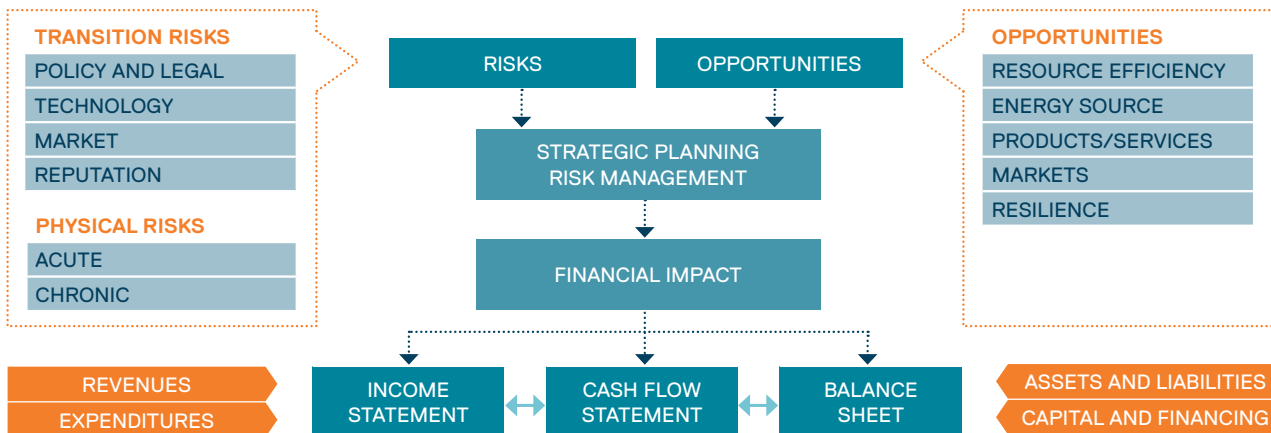 TRANSITION RISKS
POLICY AND LEGAL
TECHNOLOGY
MARKET
REPUTATION
PHYSICAL RISKS
ACUTE
CHRONIC
RISKS
OPPORTUNITIES
STRATEGIC PLANNING
RISK MANAGEMENT
FINANCIAL IMPACT
OPPORTUNITIES
RESOURCE EFFICIENCY
ENERGY SOURCE
PRODUCTS/SERVICES
MARKETS
RESILIENCE
REVENUES
EXPENDITURES
INCOME
STATEMENT
CASH FLOW
STATEMENT
BALANCE
SHEET
ASSETS AND LIABILITIES
CAPITAL AND FINANCING